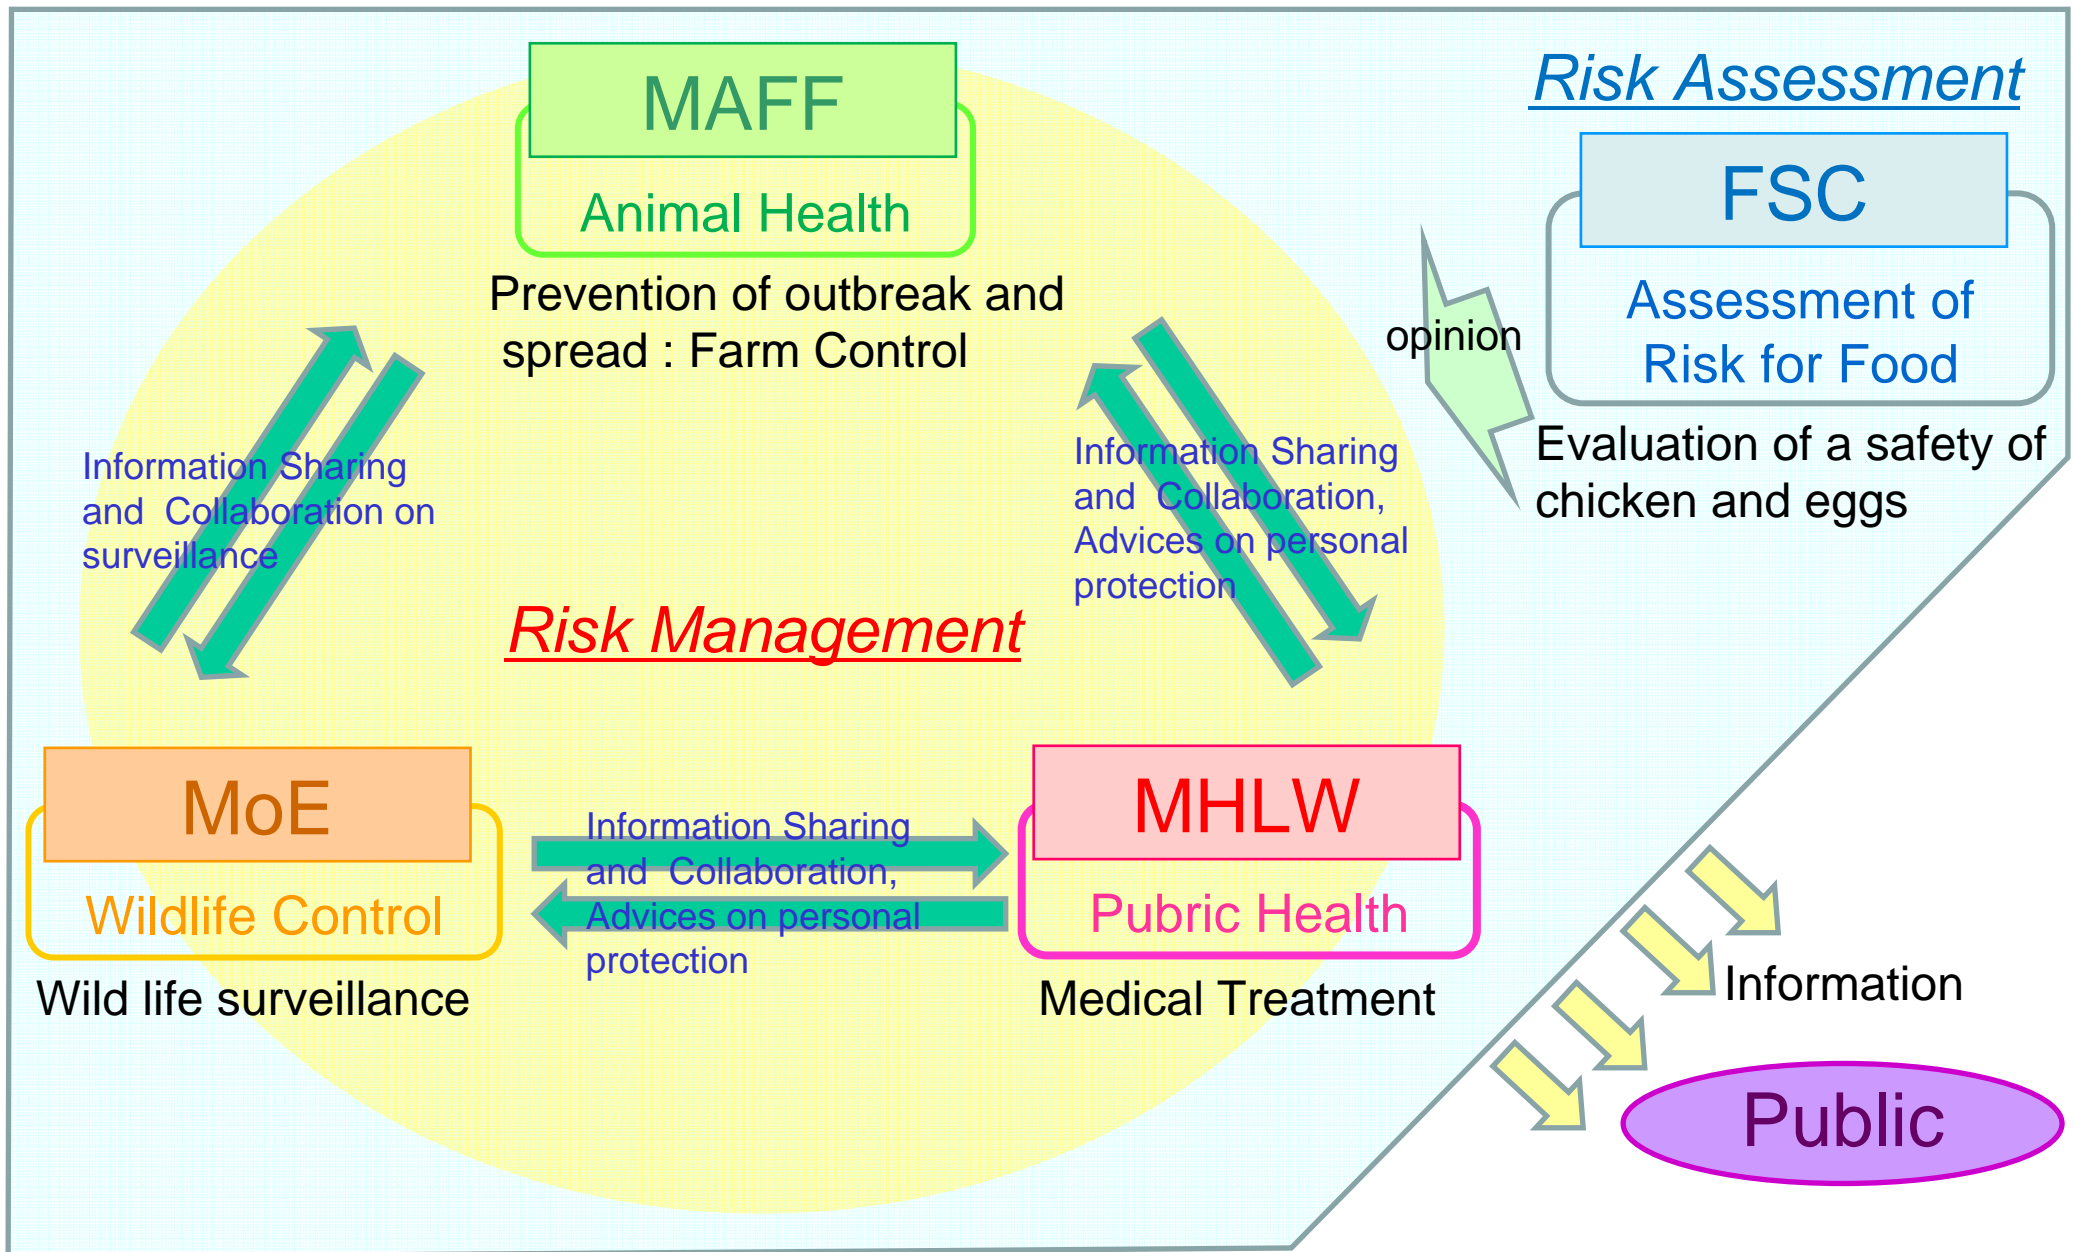 MAFF
Animal Health
Prevention of outbreak and
spread : Farm Control
Risk Assessment
FSC
Assessment of
Risk for Food
Evaluation of a safety of
chicken and eggs
opinion
Information Sharing
and Collaboration on
surveillance
Information Sharing
and Collaboration,
Advices on personal
protection
Risk Management
MoE
Wildlife Control
Wild life surveillance
Information Sharing
and Collaboration,
Advices on personal
protection
MHLW
Pubric Health
Medical Treatment
Information
Public